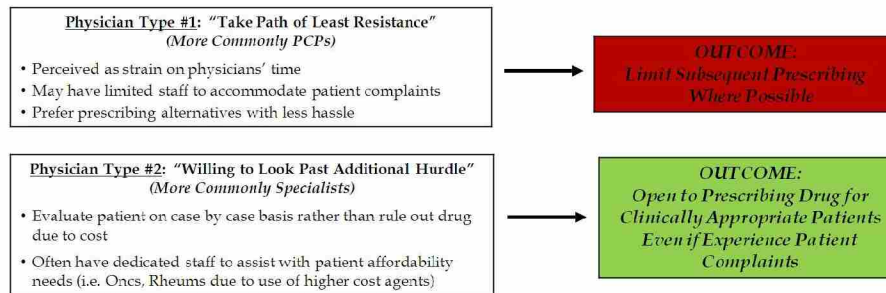 Physician Type #1: "Take Path of Least Resistance"
(More Commonly PCPs)
• Perceived as strain on physicians' time
• May have limited staff to accommodate patient complaints
• Prefer prescribing alternatives with less hassle
OUTCOME:
Limit Subsequent Prescribing
Where Possible
Physician Type #2: "Willing to Look Past Additional Hurdle"
(More Commonly Specialists)
• Evaluate patient on case by case basis rather than rule out drug
due to cost
• Often have dedicated staff to assist with patient affordability
needs (i.e. Oncs, Rheums due to use of higher cost agents)
OUTCOME:
Open to Prescribing Drug for
Clinically Appropriate Patients
Even if Experience Patient
Complaints